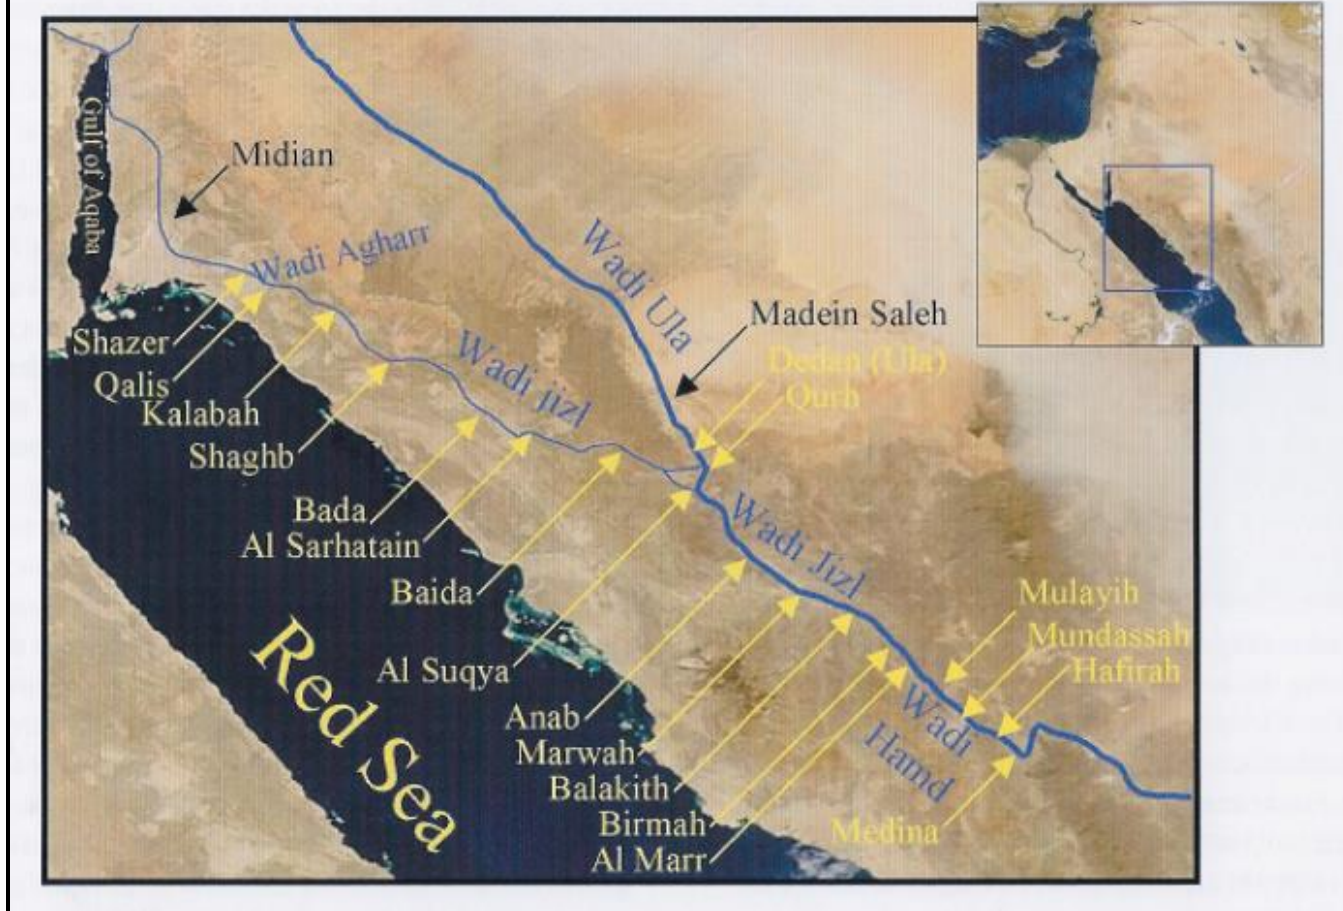 Gulf of Aqaba
Midian
Wadi Agharr
Wadi Ula
Madein Saleh
Dedan (Ula)
Qurh
Shazer
Qalis
Kalabah
Shaghb
Wadi jizl
Bada
Al Sarhatain
Baida
Al Suqya
Wadi Jizl
Anab
Marwah
Balakith
Birmah
Al Marr
Mulayih
Mundassah
Hafirah
Wadi
Hamd
Medina
Red Sea